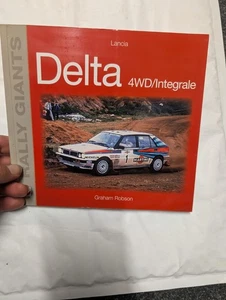 Lancia
Delta 4WD/Integrale
RALLY GIANTS
Graham Robson